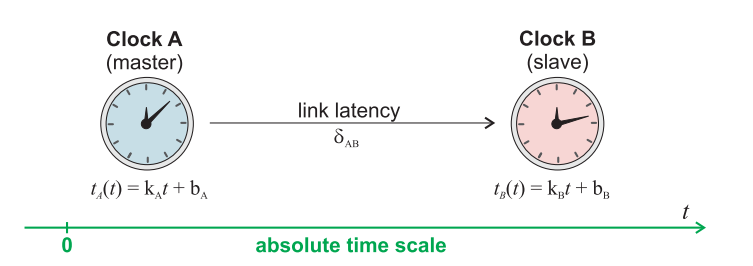 Clock A
(master)
Clock B
(slave)
link latency
δAB
tA(t) = kAt + bA
tB(t) = kBt + bB
t
0
absolute time scale